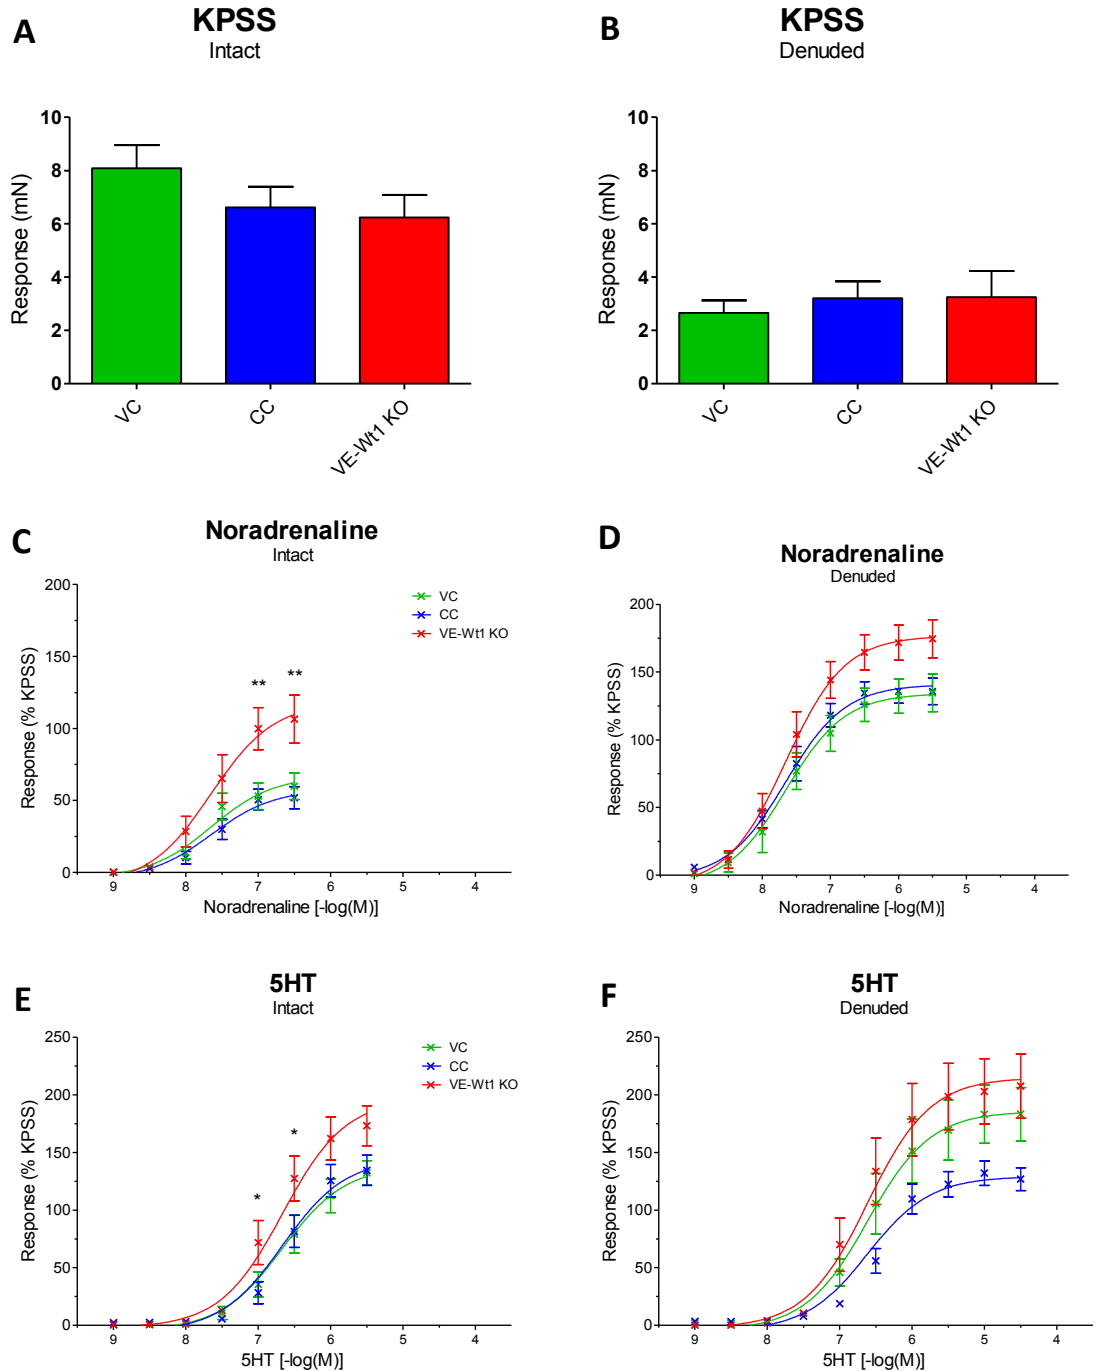 A
KPSS
Intact
Response (mN)
10
8
6
4
2
0
VC
CC
VE-Wt1 KO
B
KPSS
Denuded
Response (mN)
10
8
6
4
2
0
VC
CC
VE-Wt1 KO
C
Noradrenaline
Intact
Response (% KPSS)
200
150
100
50
0
VC
CC
VE-Wt1 KO
**
**
9 8 7 6 5 4
Noradrenaline [-log(M)]
D
Noradrenaline
Denuded
Response (% KPSS)
200
150
100
50
0
9 8 7 6 5 4
Noradrenaline [-log(M)]
E
5HT
Intact
Response (% KPSS)
250
200
150
100
50
0
VC
CC
VE-Wt1 KO
*
*
9 8 7 6 5 4
5HT [-log(M)]
F
5HT
Denuded
Response (% KPSS)
250
200
150
100
50
0
9 8 7 6 5 4
5HT [-log(M)]